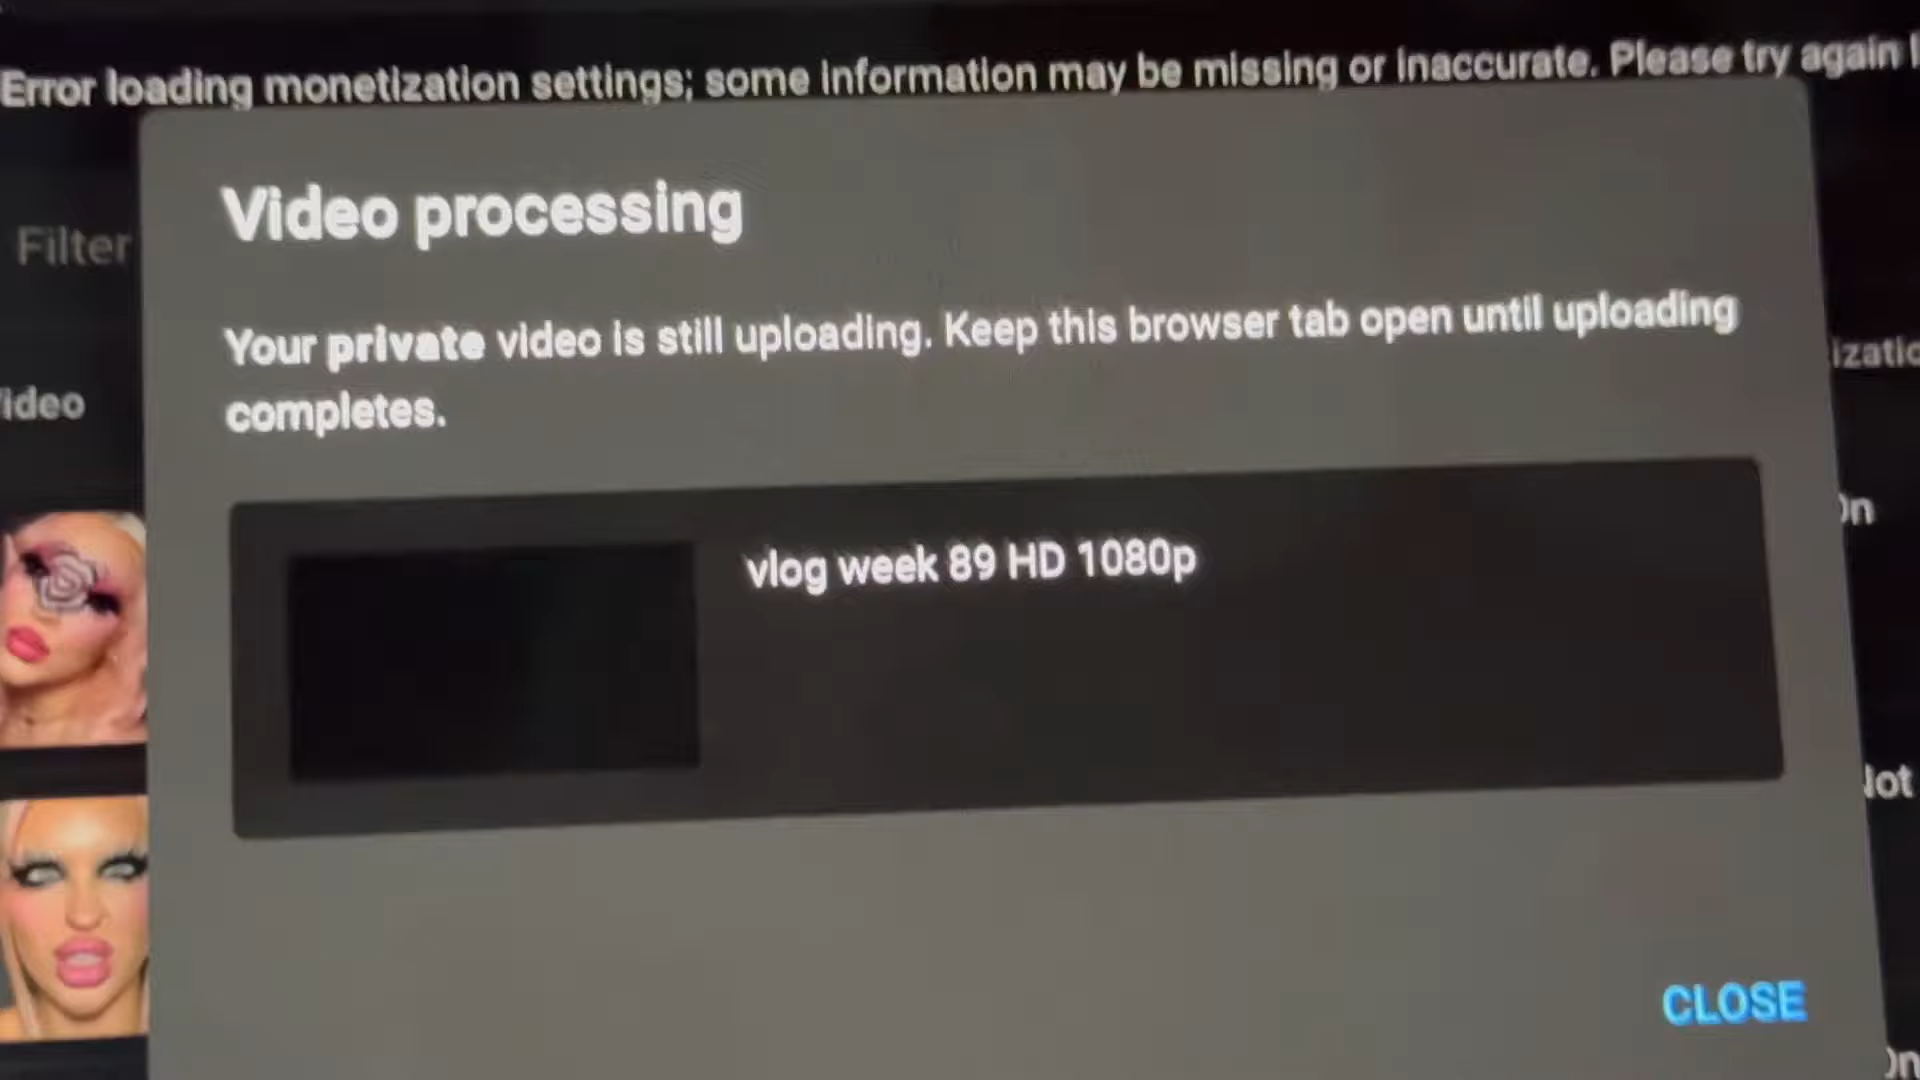 Error loading monetization settings; some information may be missing or inaccurate. Please try again
Video processing
Filter
Your private video is still uploading. Keep this browser tab open until uploading
completes.
vlog week 89 HD 1080p
CLOSE